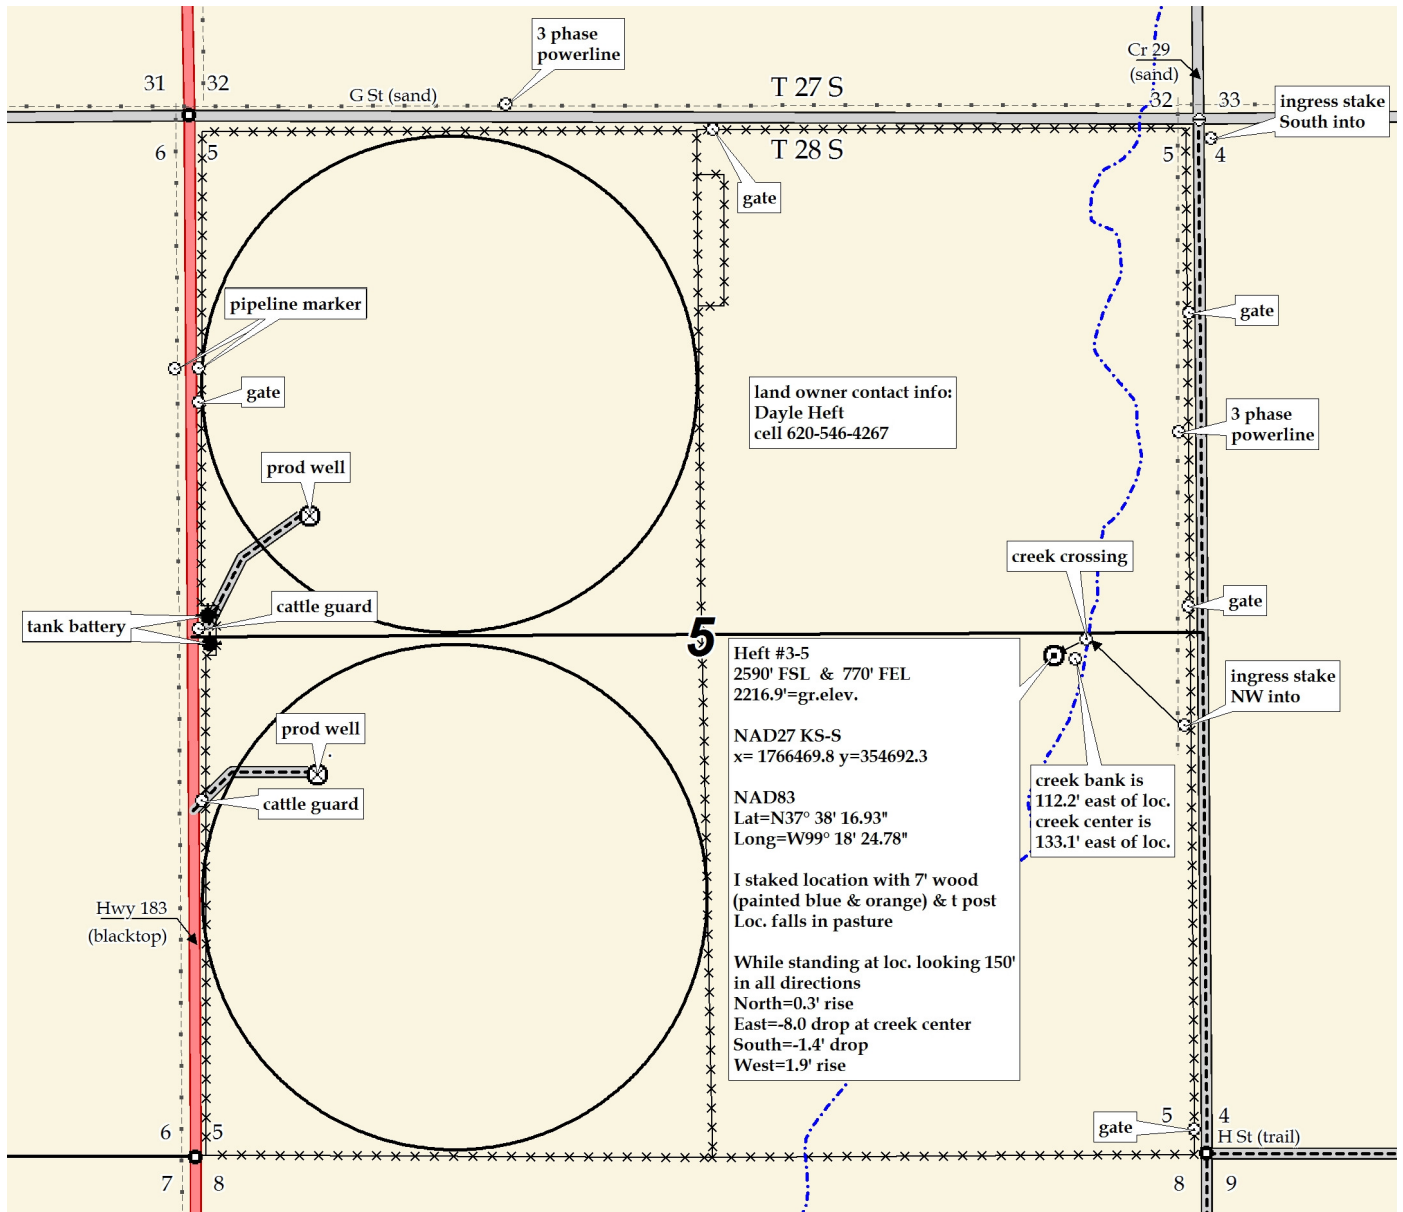 3 phase
powerline
Cr 29
(sand)
31
32
G St (sand)
T 27 S
32
33
ingress stake
South into
6
5
T 28 S
5
4
gate
pipeline marker
gate
gate
land owner contact info:
Dayle Heft
cell 620-546-4267
3 phase
powerline
prod well
creek crossing
cattle guard
gate
tank battery
5
Heft #3-5
2590' FSL & 770' FEL
2216.9'=gr.elev.
NAD27 KS-S
x= 1766469.8 y=354692.3
NAD83
Lat=N37° 38' 16.93"
Long=W99° 18' 24.78"
I staked location with 7' wood
(painted blue & orange) & t post
Loc. falls in pasture
While standing at loc. looking 150'
in all directions
North=0.3' rise
East=-8.0 drop at creek center
South=-1.4' drop
West=1.9' rise
ingress stake
NW into
prod well
creek bank is
112.2' east of loc.
creek center is
133.1' east of loc.
cattle guard
Hwy 183
(blacktop)
6
5
gate
5
4
H St (trail)
7
8
8
9